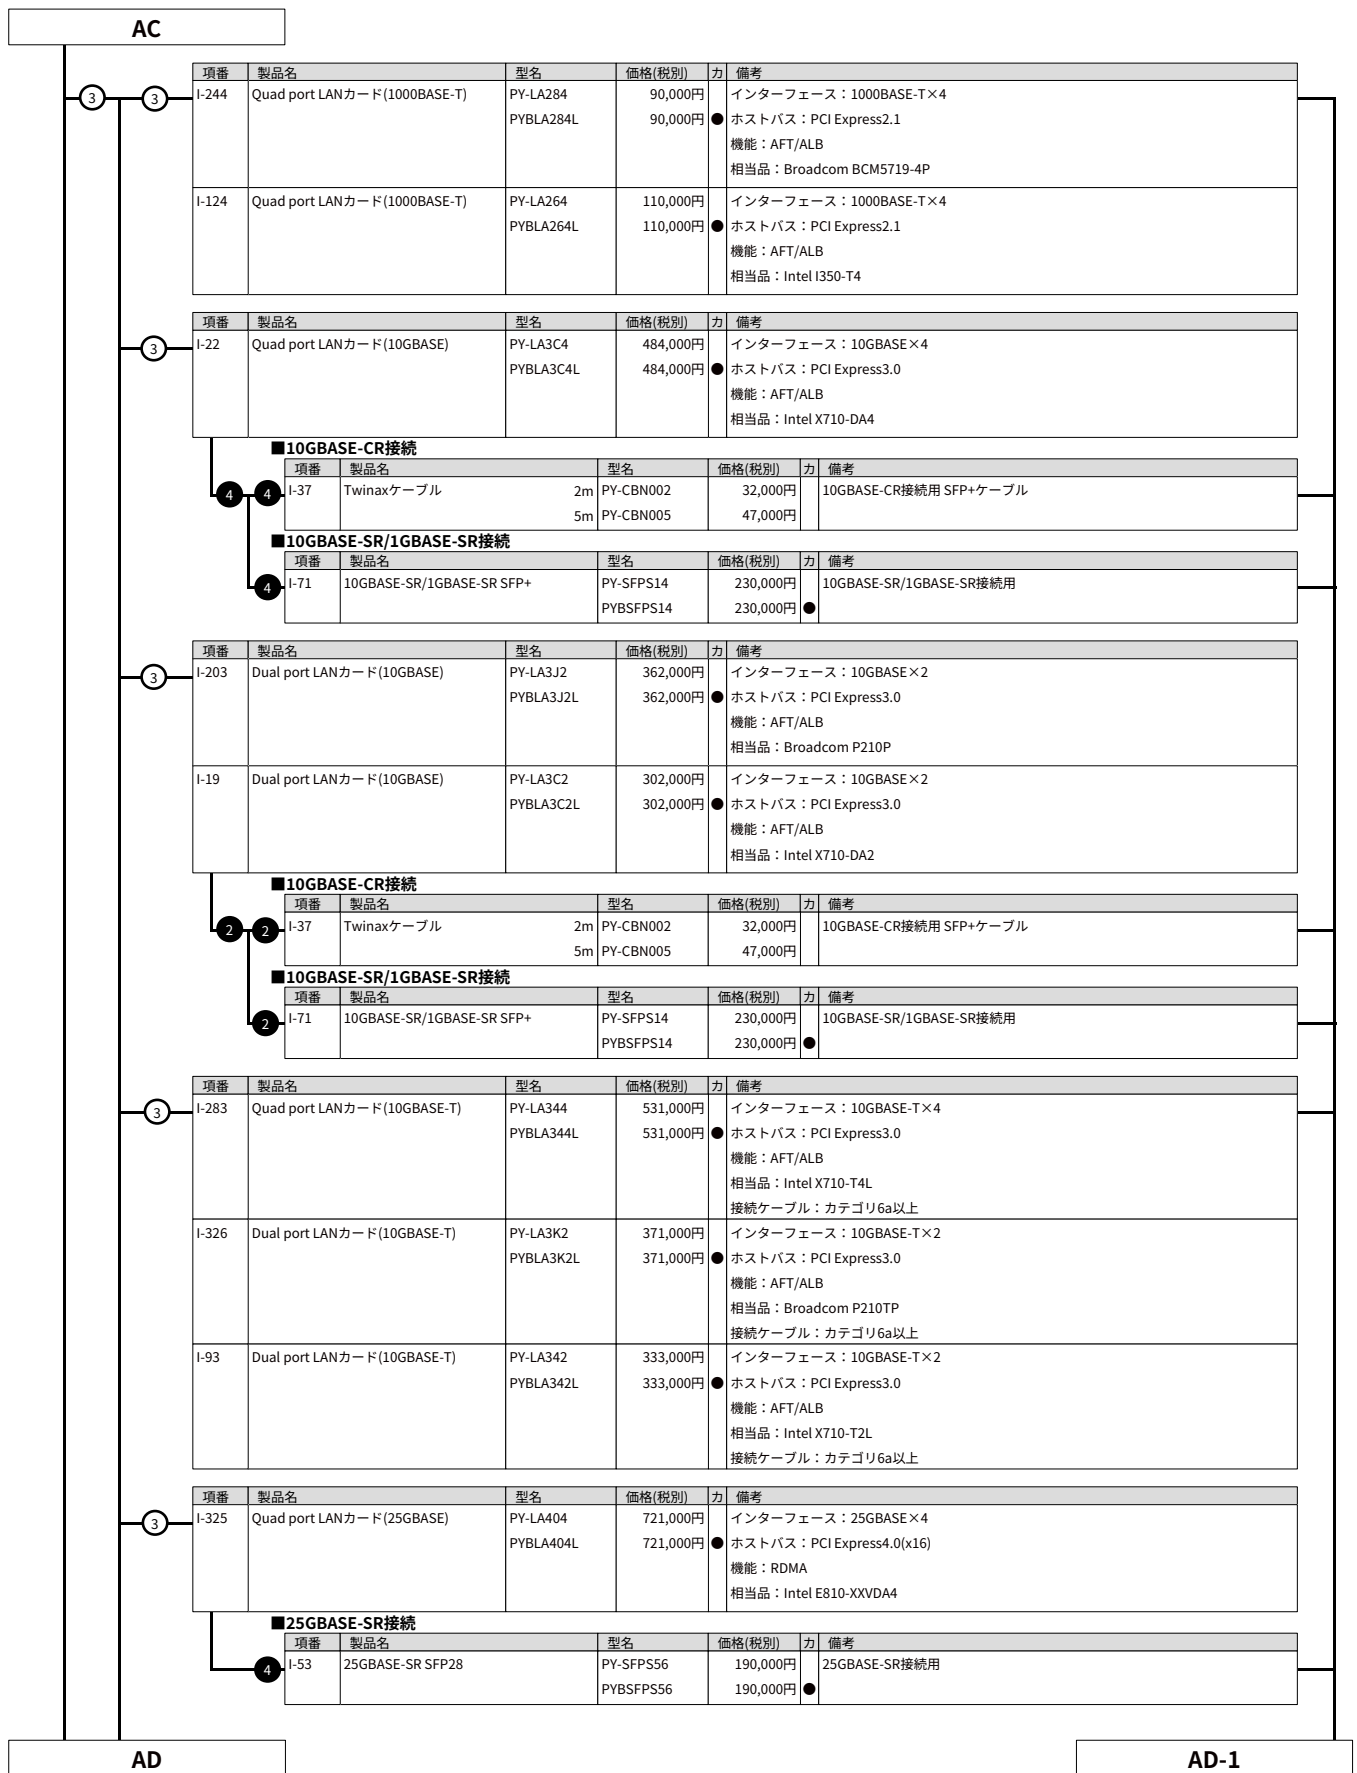 AC
項番 製品名 型名 価格(税別) カ 備考
3 3 I-244 Quad port LANカード(1000BASE-T) PY-LA284 90,000円 インターフェース：1000BASE-T×4
PYBLA284L 90,000円 ● ホストバス：PCI Express2.1
機能：AFT/ALB
相当品：Broadcom BCM5719-4P
I-124 Quad port LANカード(1000BASE-T) PY-LA264 110,000円 インターフェース：1000BASE-T×4
PYBLA264L 110,000円 ● ホストバス：PCI Express2.1
機能：AFT/ALB
相当品：Intel I350-T4
項番 製品名 型名 価格(税別) カ 備考
3 I-22 Quad port LANカード(10GBASE) PY-LA3C4 484,000円 インターフェース：10GBASE×4
PYBLA3C4L 484,000円 ● ホストバス：PCI Express3.0
機能：AFT/ALB
相当品：Intel X710-DA4
■10GBASE-CR接続
項番 製品名 型名 価格(税別) カ 備考
4 4 I-37 Twinaxケーブル 2m PY-CBN002 32,000円 10GBASE-CR接続用 SFP+ケーブル
5m PY-CBN005 47,000円
■10GBASE-SR/1GBASE-SR接続
項番 製品名 型名 価格(税別) カ 備考
4 I-71 10GBASE-SR/1GBASE-SR SFP+ PY-SFPS14 230,000円 10GBASE-SR/1GBASE-SR接続用
PYBSFPS14 230,000円 ●
項番 製品名 型名 価格(税別) カ 備考
3 I-203 Dual port LANカード(10GBASE) PY-LA3J2 362,000円 インターフェース：10GBASE×2
PYBLA3J2L 362,000円 ● ホストバス：PCI Express3.0
機能：AFT/ALB
相当品：Broadcom P210P
I-19 Dual port LANカード(10GBASE) PY-LA3C2 302,000円 インターフェース：10GBASE×2
PYBLA3C2L 302,000円 ● ホストバス：PCI Express3.0
機能：AFT/ALB
相当品：Intel X710-DA2
■10GBASE-CR接続
項番 製品名 型名 価格(税別) カ 備考
2 2 I-37 Twinaxケーブル 2m PY-CBN002 32,000円 10GBASE-CR接続用 SFP+ケーブル
5m PY-CBN005 47,000円
■10GBASE-SR/1GBASE-SR接続
項番 製品名 型名 価格(税別) カ 備考
2 I-71 10GBASE-SR/1GBASE-SR SFP+ PY-SFPS14 230,000円 10GBASE-SR/1GBASE-SR接続用
PYBSFPS14 230,000円 ●
項番 製品名 型名 価格(税別) カ 備考
3 I-283 Quad port LANカード(10GBASE-T) PY-LA344 531,000円 インターフェース：10GBASE-T×4
PYBLA344L 531,000円 ● ホストバス：PCI Express3.0
機能：AFT/ALB
相当品：Intel X710-T4L
接続ケーブル：カテゴリ6a以上
I-326 Dual port LANカード(10GBASE-T) PY-LA3K2 371,000円 インターフェース：10GBASE-T×2
PYBLA3K2L 371,000円 ● ホストバス：PCI Express3.0
機能：AFT/ALB
相当品：Broadcom P210TP
接続ケーブル：カテゴリ6a以上
I-93 Dual port LANカード(10GBASE-T) PY-LA342 333,000円 インターフェース：10GBASE-T×2
PYBLA342L 333,000円 ● ホストバス：PCI Express3.0
機能：AFT/ALB
相当品：Intel X710-T2L
接続ケーブル：カテゴリ6a以上
項番 製品名 型名 価格(税別) カ 備考
3 I-325 Quad port LANカード(25GBASE) PY-LA404 721,000円 インターフェース：25GBASE×4
PYBLA404L 721,000円 ● ホストバス：PCI Express4.0(x16)
機能：RDMA
相当品：Intel E810-XXVDA4
■25GBASE-SR接続
項番 製品名 型名 価格(税別) カ 備考
4 I-53 25GBASE-SR SFP28 PY-SFPS56 190,000円 25GBASE-SR接続用
PYBSFPS56 190,000円 ●
AD AD-1